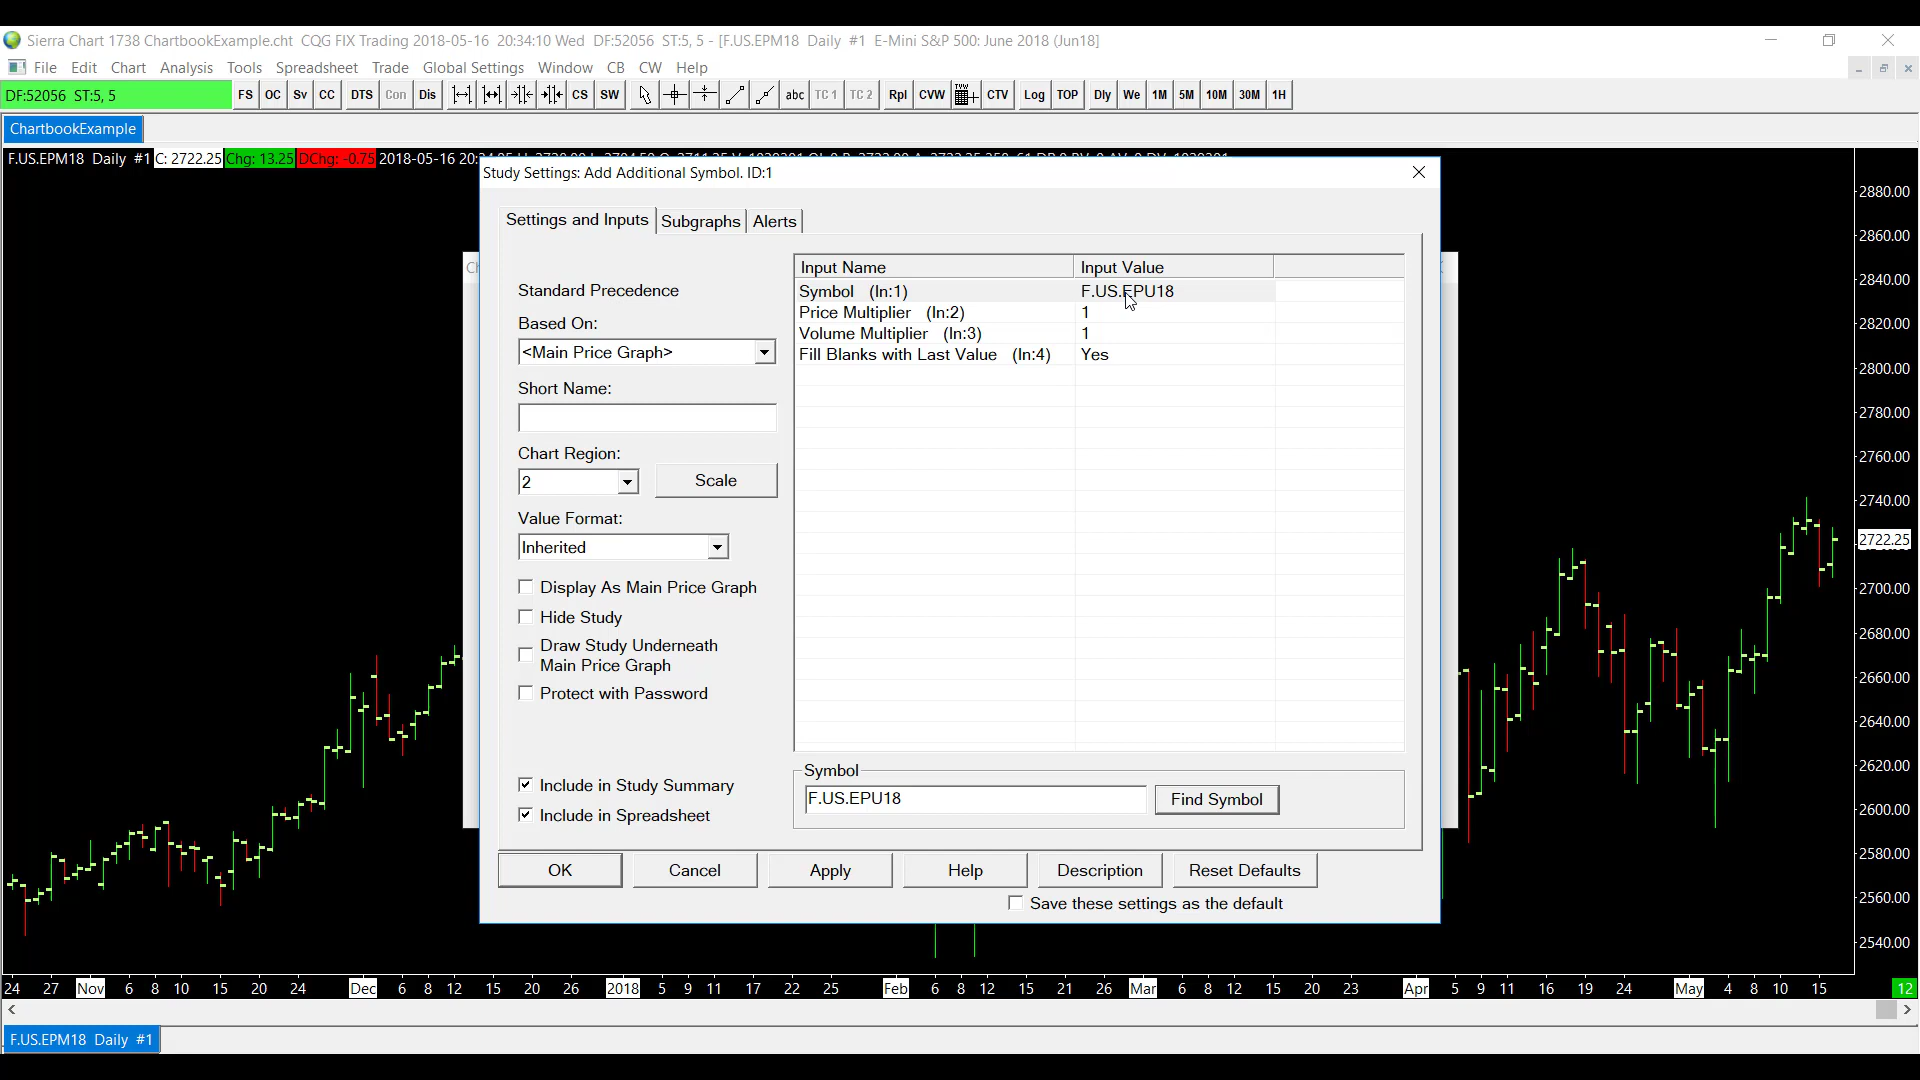 Sierra Chart 1738 ChartbookExample.cht  CQG FIX Trading 2018-05-16  20:34:10 Wed  DF:52056  ST:5, 5 - [F.US.EPM18  Daily  #1  E-Mini S&P 500: June 2018 (Jun18)]
File Edit Chart Analysis Tools Spreadsheet Trade Global Settings Window CB CW Help
DF:52056  ST:5, 5 FS OC Sv CC DTS Con Dis CS SW abc TC 1 TC 2 Rpl CVW TVW CTV Log TOP Dly We 1M 5M 10M 30M 1H
ChartbookExample
F.US.EPM18  Daily  #1 C: 2722.25 Chg: 13.25 DChg: -0.75 2018-05-16
Study Settings: Add Additional Symbol. ID:1
Settings and Inputs Subgraphs Alerts
Input Name Input Value
Symbol (In:1) F.US.EPU18
Price Multiplier (In:2) 1
Volume Multiplier (In:3) 1
Fill Blanks with Last Value (In:4) Yes
Standard Precedence
Based On:
<Main Price Graph>
Short Name:
Chart Region:
2 Scale
Value Format:
Inherited
Display As Main Price Graph
Hide Study
Draw Study Underneath
Main Price Graph
Protect with Password
Include in Study Summary
Include in Spreadsheet
Symbol
F.US.EPU18 Find Symbol
OK Cancel Apply Help Description Reset Defaults
Save these settings as the default
2880.00
2860.00
2840.00
2820.00
2800.00
2780.00
2760.00
2740.00
2722.25
2700.00
2680.00
2660.00
2640.00
2620.00
2600.00
2580.00
2560.00
2540.00
24 27 Nov 6 8 10 15 20 24 Dec 6 8 12 15 20 26 2018 5 9 11 17 22 25 Feb 6 8 12 15 21 26 Mar 6 8 12 15 20 23 Apr 5 9 11 16 19 24 May 4 8 10 15 12
F.US.EPM18  Daily  #1